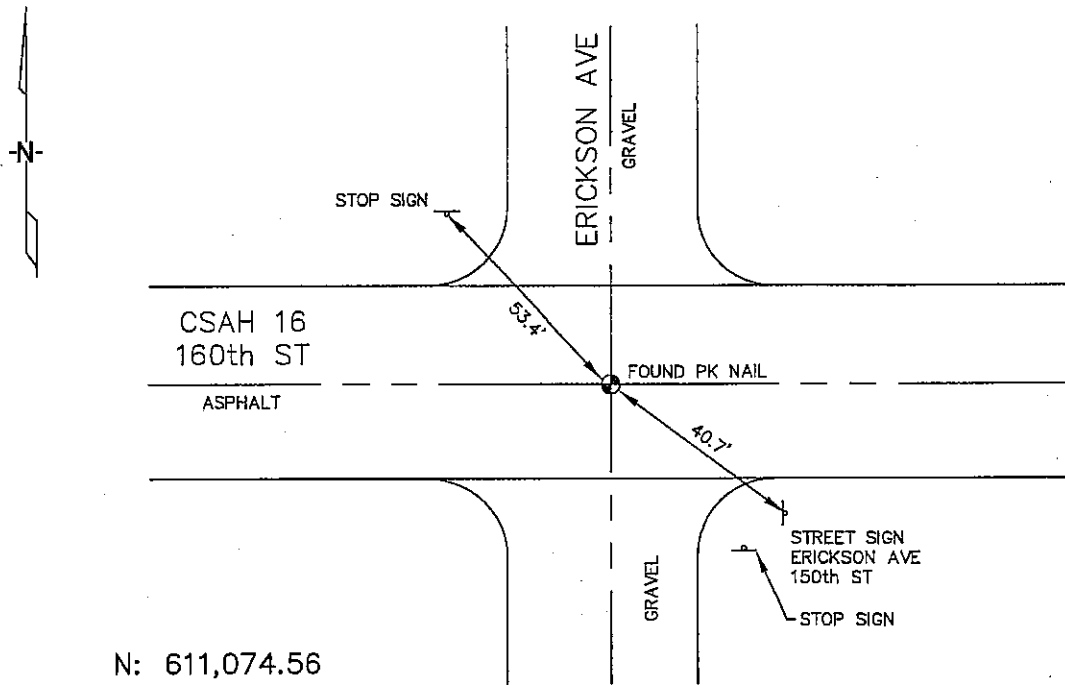 -N-
ERICKSON AVE
GRAVEL
STOP SIGN
53.4'
CSAH 16
160th ST
FOUND PK NAIL
ASPHALT
40.7'
STREET SIGN
ERICKSON AVE
150th ST
GRAVEL
STOP SIGN
N: 611,074.56